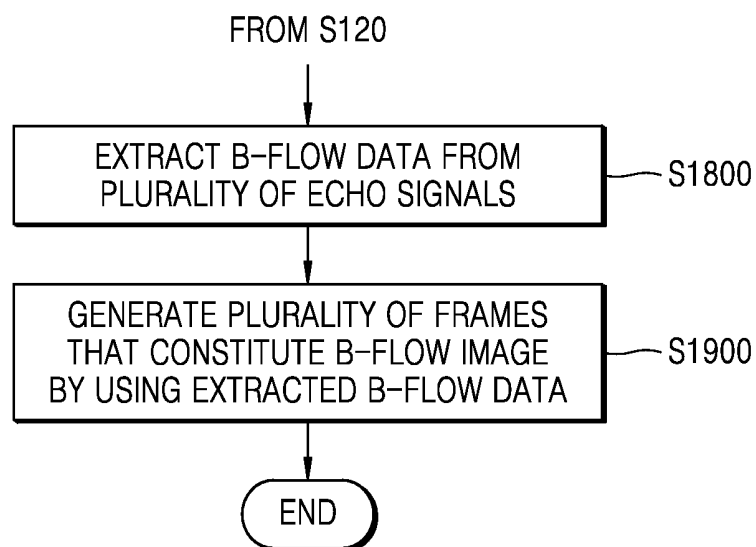 FROM S120
EXTRACT B-FLOW DATA FROM
PLURALITY OF ECHO SIGNALS
S1800
GENERATE PLURALITY OF FRAMES
THAT CONSTITUTE B-FLOW IMAGE
BY USING EXTRACTED B-FLOW DATA
S1900
END